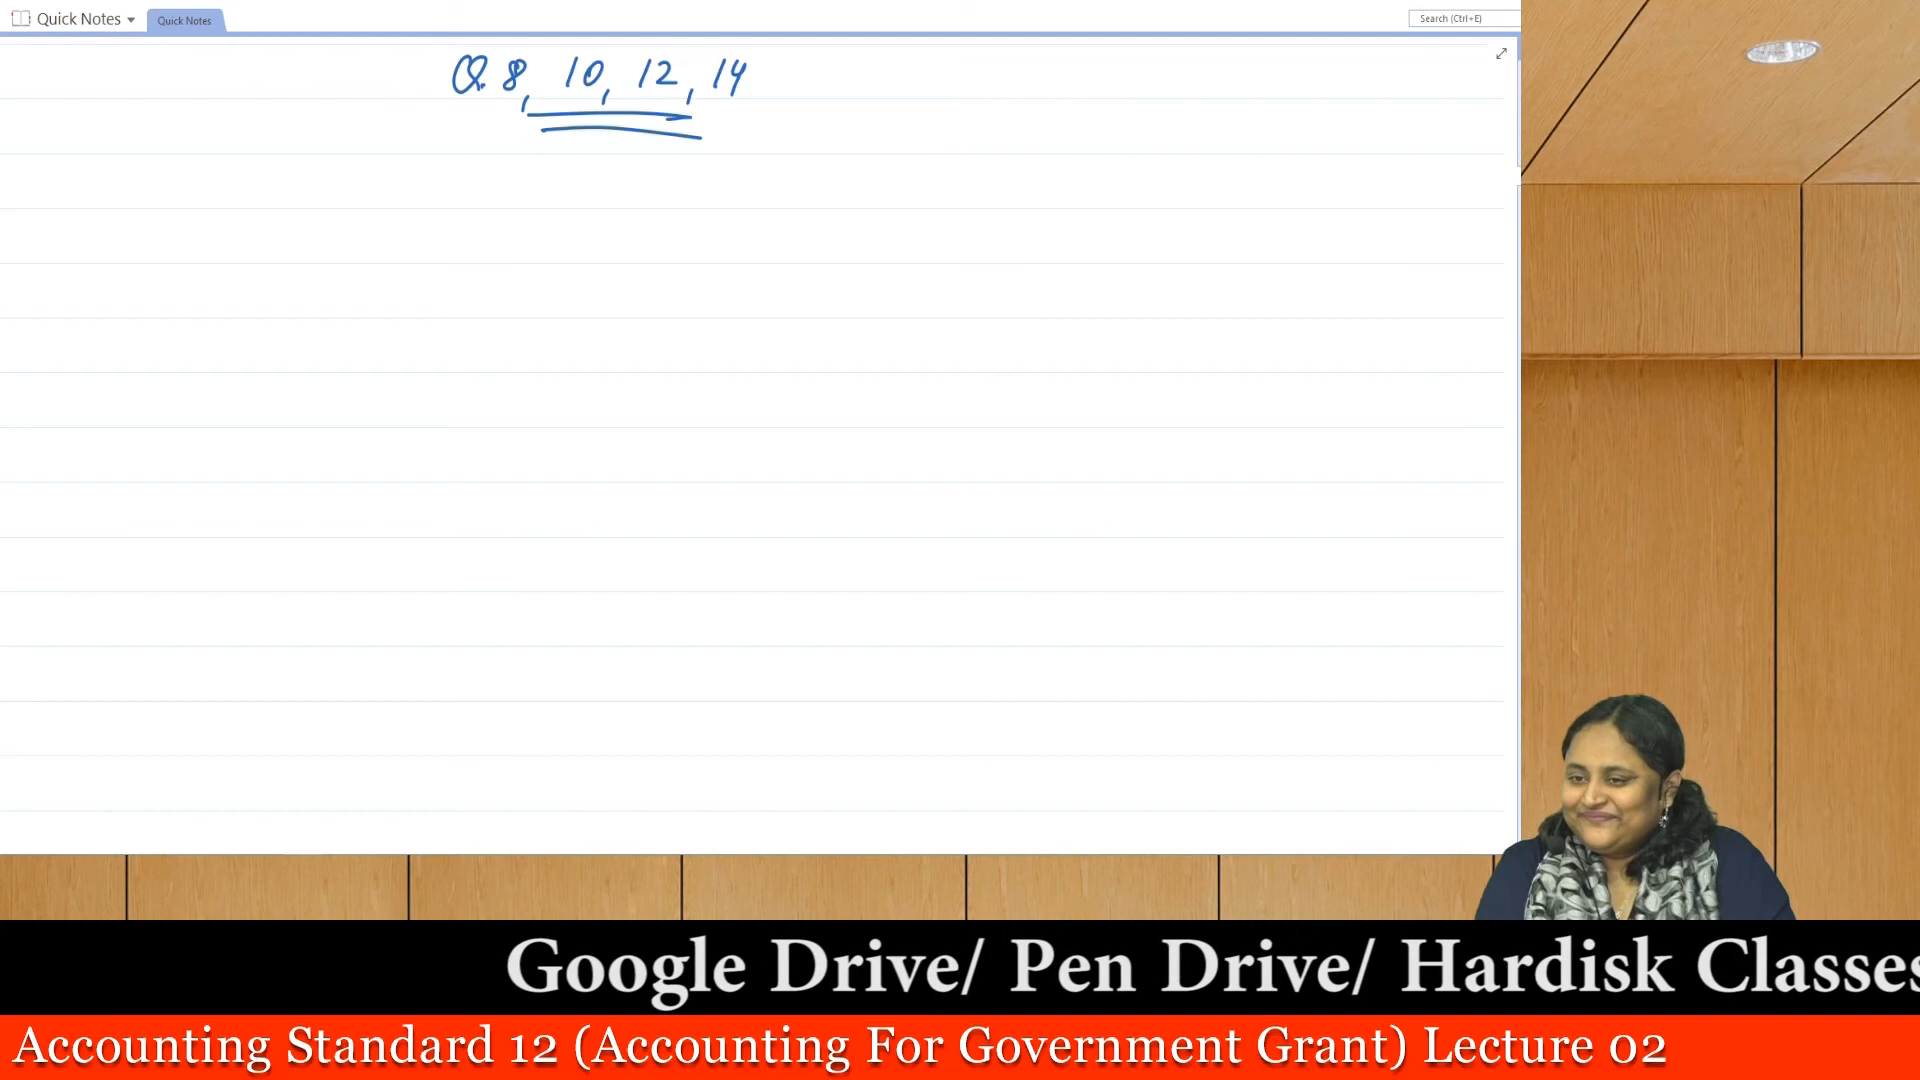 Quick Notes
Quick Notes
Search (Ctrl+E)
Q. 8, 10, 12, 14
Google Drive/ Pen Drive/ Hardisk Classes
Accounting Standard 12 (Accounting For Government Grant) Lecture 02